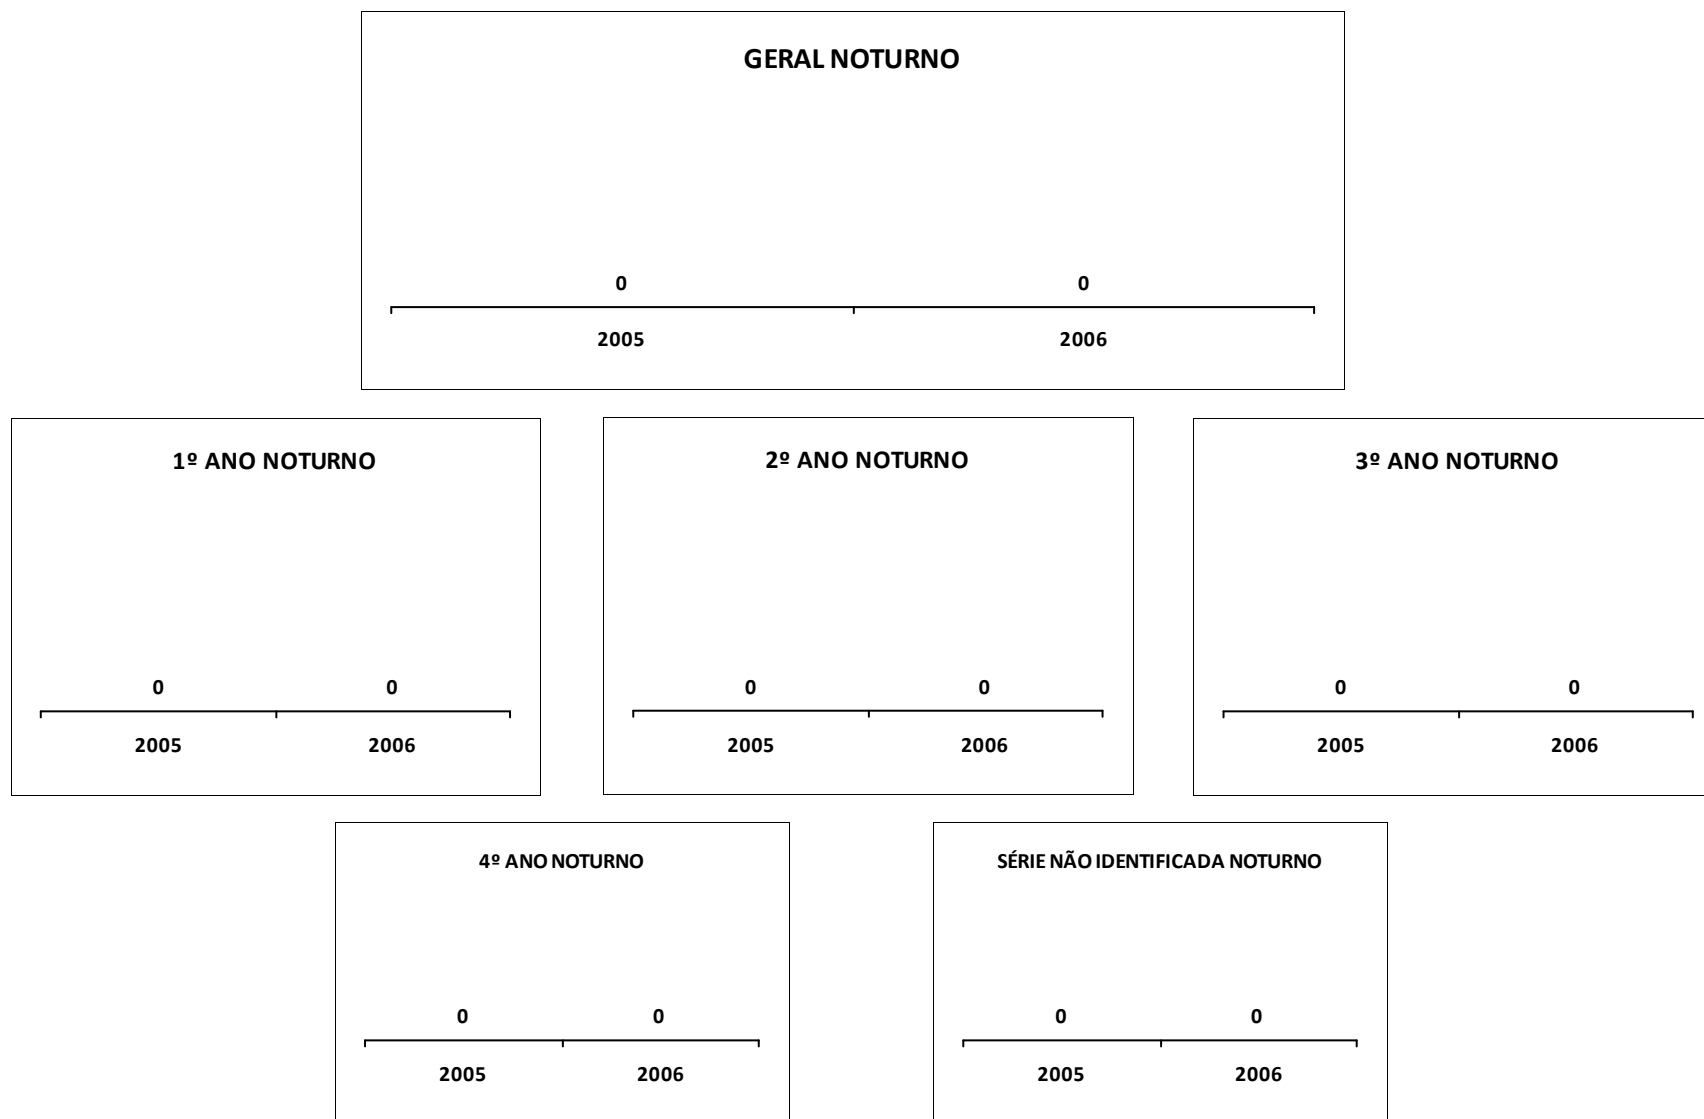 GERAL NOTURNO
0 0
2005 2006
1º ANO NOTURNO
0 0
2005 2006
2º ANO NOTURNO
0 0
2005 2006
3º ANO NOTURNO
0 0
2005 2006
4º ANO NOTURNO
0 0
2005 2006
SÉRIE NÃO IDENTIFICADA NOTURNO
0 0
2005 2006